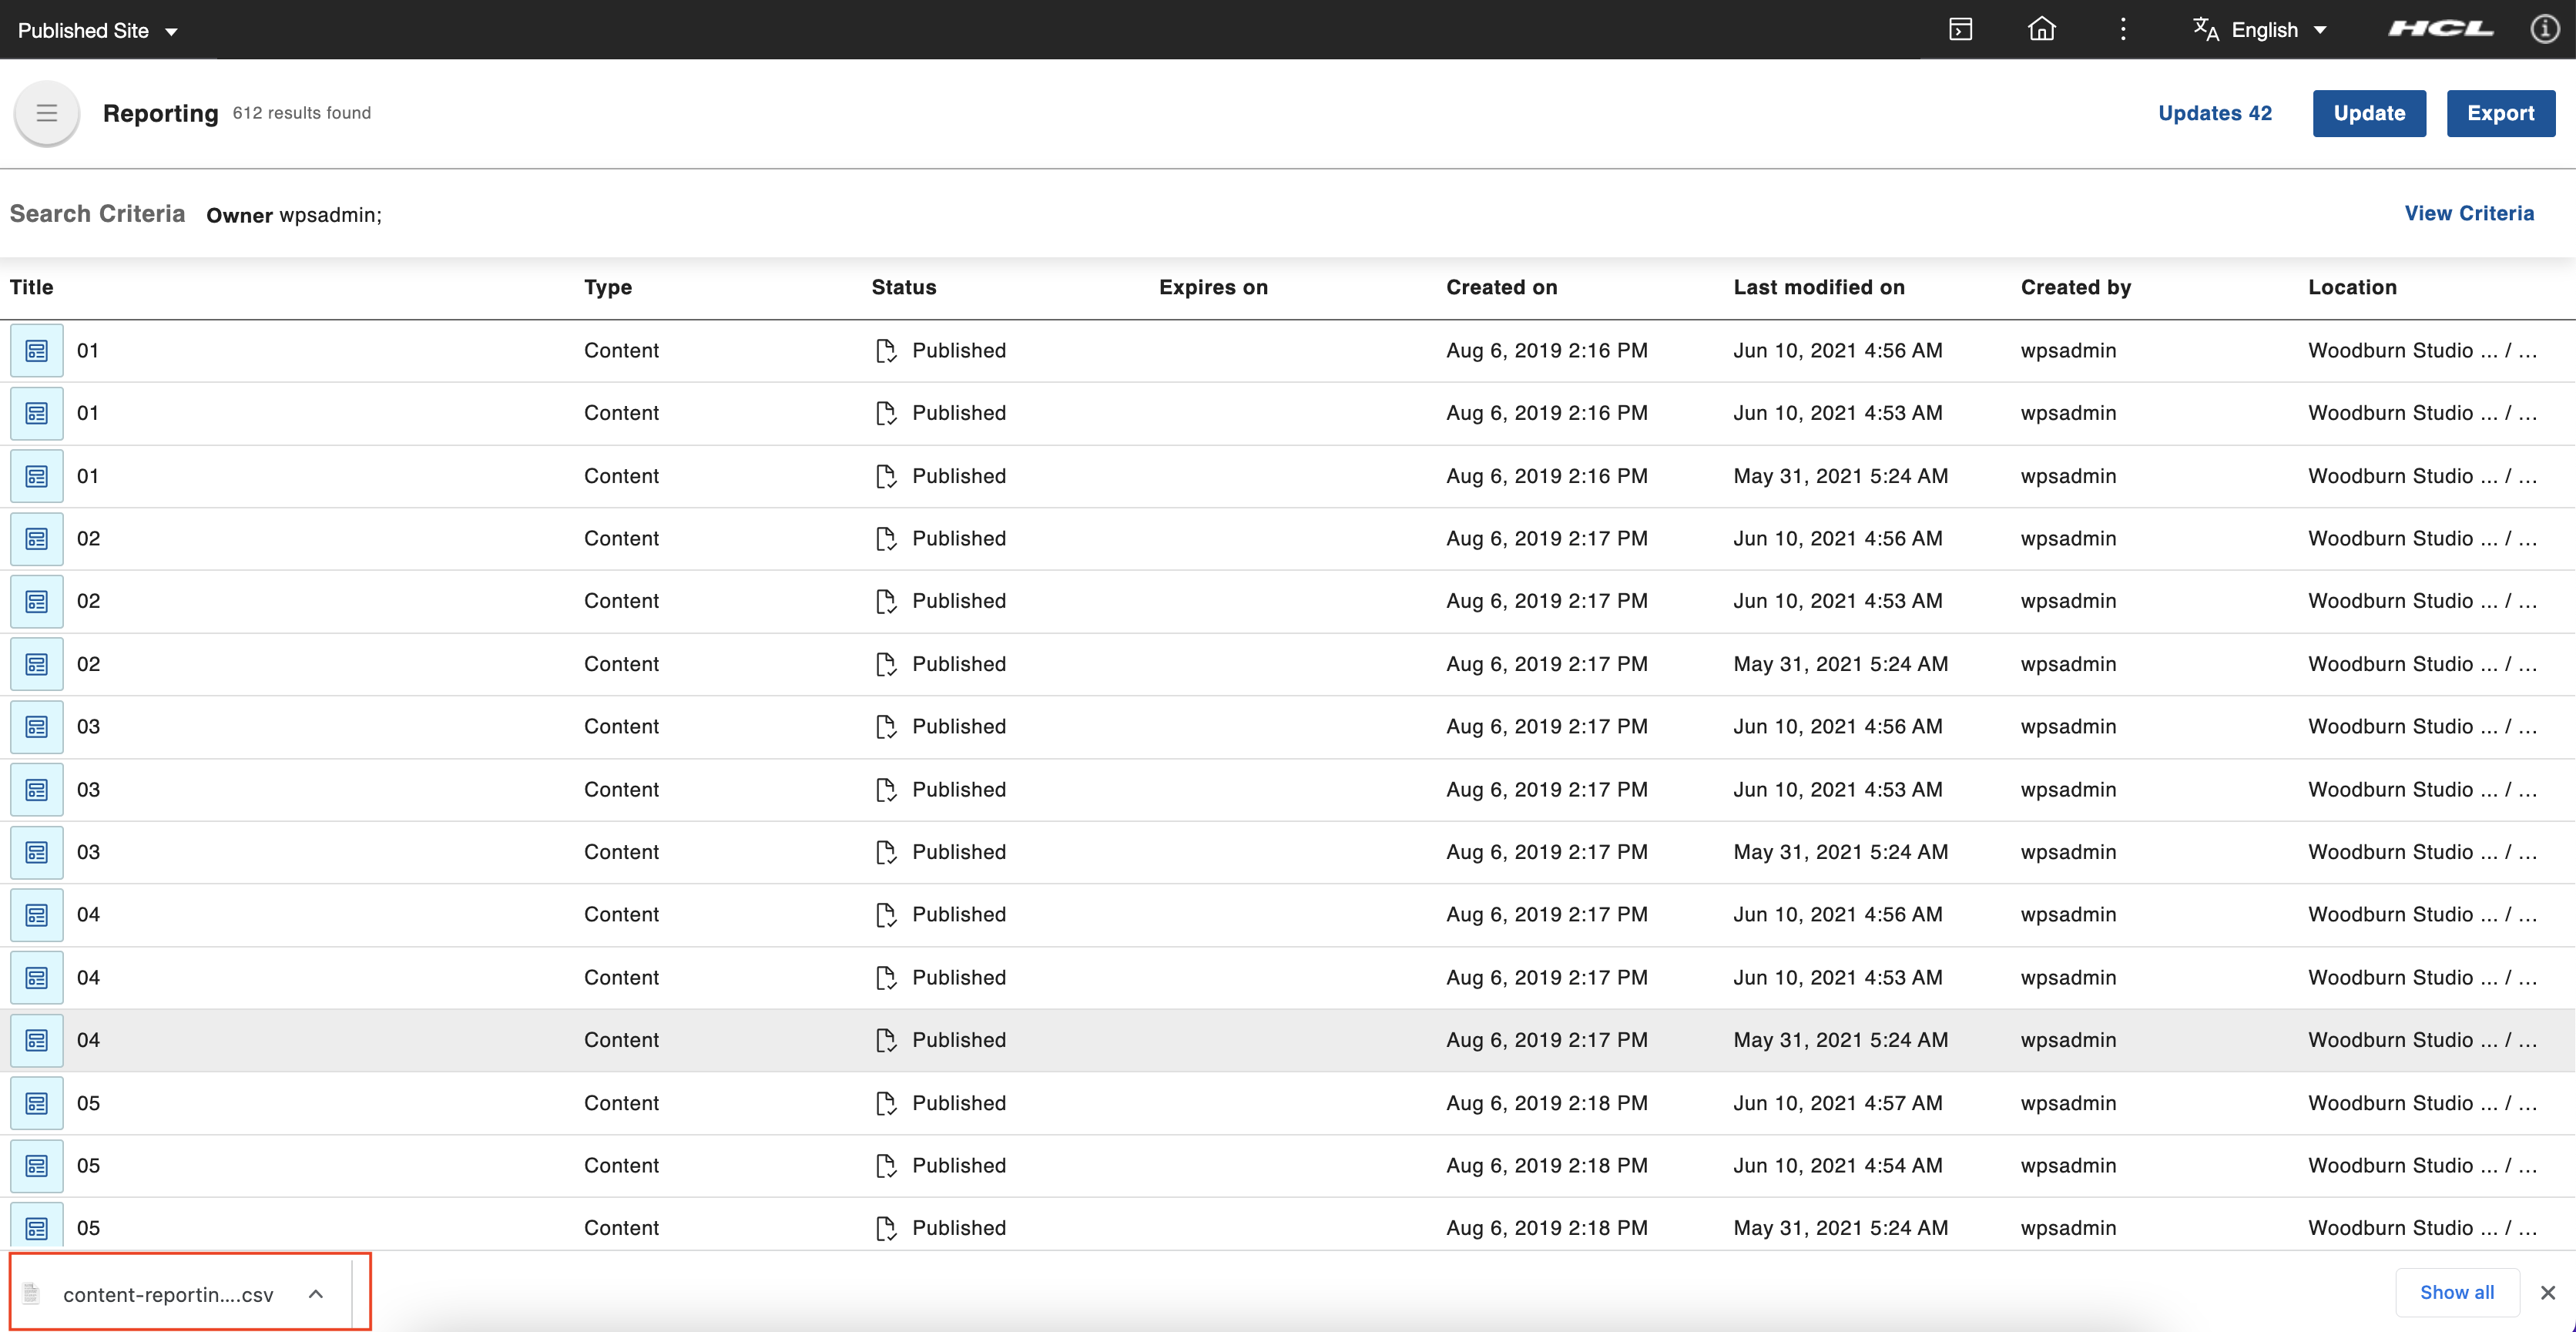 Published Site English HCL
Reporting 612 results found Updates 42 Update Export
Search Criteria Owner wpsadmin; View Criteria
Title Type Status Expires on Created on Last modified on Created by Location
01 Content Published Aug 6, 2019 2:16 PM Jun 10, 2021 4:56 AM wpsadmin Woodburn Studio ... / ...
01 Content Published Aug 6, 2019 2:16 PM Jun 10, 2021 4:53 AM wpsadmin Woodburn Studio ... / ...
01 Content Published Aug 6, 2019 2:16 PM May 31, 2021 5:24 AM wpsadmin Woodburn Studio ... / ...
02 Content Published Aug 6, 2019 2:17 PM Jun 10, 2021 4:56 AM wpsadmin Woodburn Studio ... / ...
02 Content Published Aug 6, 2019 2:17 PM Jun 10, 2021 4:53 AM wpsadmin Woodburn Studio ... / ...
02 Content Published Aug 6, 2019 2:17 PM May 31, 2021 5:24 AM wpsadmin Woodburn Studio ... / ...
03 Content Published Aug 6, 2019 2:17 PM Jun 10, 2021 4:56 AM wpsadmin Woodburn Studio ... / ...
03 Content Published Aug 6, 2019 2:17 PM Jun 10, 2021 4:53 AM wpsadmin Woodburn Studio ... / ...
03 Content Published Aug 6, 2019 2:17 PM May 31, 2021 5:24 AM wpsadmin Woodburn Studio ... / ...
04 Content Published Aug 6, 2019 2:17 PM Jun 10, 2021 4:56 AM wpsadmin Woodburn Studio ... / ...
04 Content Published Aug 6, 2019 2:17 PM Jun 10, 2021 4:53 AM wpsadmin Woodburn Studio ... / ...
04 Content Published Aug 6, 2019 2:17 PM May 31, 2021 5:24 AM wpsadmin Woodburn Studio ... / ...
05 Content Published Aug 6, 2019 2:18 PM Jun 10, 2021 4:57 AM wpsadmin Woodburn Studio ... / ...
05 Content Published Aug 6, 2019 2:18 PM Jun 10, 2021 4:54 AM wpsadmin Woodburn Studio ... / ...
05 Content Published Aug 6, 2019 2:18 PM May 31, 2021 5:24 AM wpsadmin Woodburn Studio ... / ...
content-reportin....csv Show all